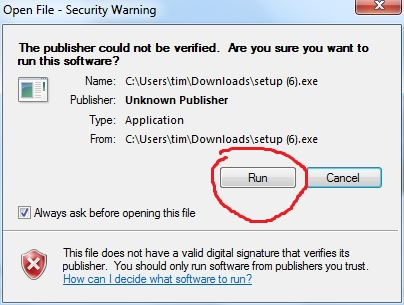 Open File - Security Warning
The publisher could not be verified.  Are you sure you want to
run this software?
Name: C:\Users\tim\Downloads\setup (6).exe
Publisher: Unknown Publisher
Type: Application
From: C:\Users\tim\Downloads\setup (6).exe
Run Cancel
Always ask before opening this file
This file does not have a valid digital signature that verifies its
publisher.  You should only run software from publishers you trust.
How can I decide what software to run?